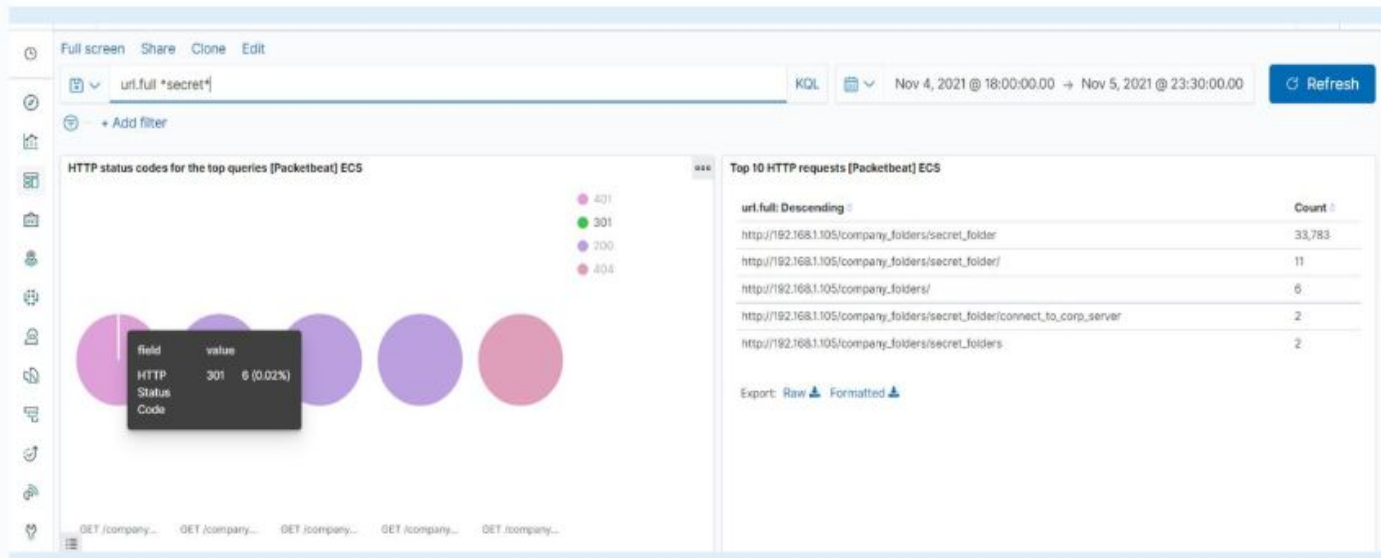 Full screen Share Clone Edit
url.full *secret*
KQL
Nov 4, 2021 @ 18:00:00.00 → Nov 5, 2021 @ 23:30:00.00
Refresh
+ Add filter
HTTP status codes for the top queries [Packetbeat] ECS
401
301
200
404
field value
HTTP Status Code 301 6 (0.02%)
GET /company... GET /company... GET /company... GET /company... GET /company...
Top 10 HTTP requests [Packetbeat] ECS
url.full: Descending Count
http://192.168.1.105/company_folders/secret_folder 33,783
http://192.168.1.105/company_folders/secret_folder/ 11
http://192.168.1.105/company_folders/ 6
http://192.168.1.105/company_folders/secret_folder/connect_to_corp_server 2
http://192.168.1.105/company_folders/secret_folders 2
Export: Raw Formatted